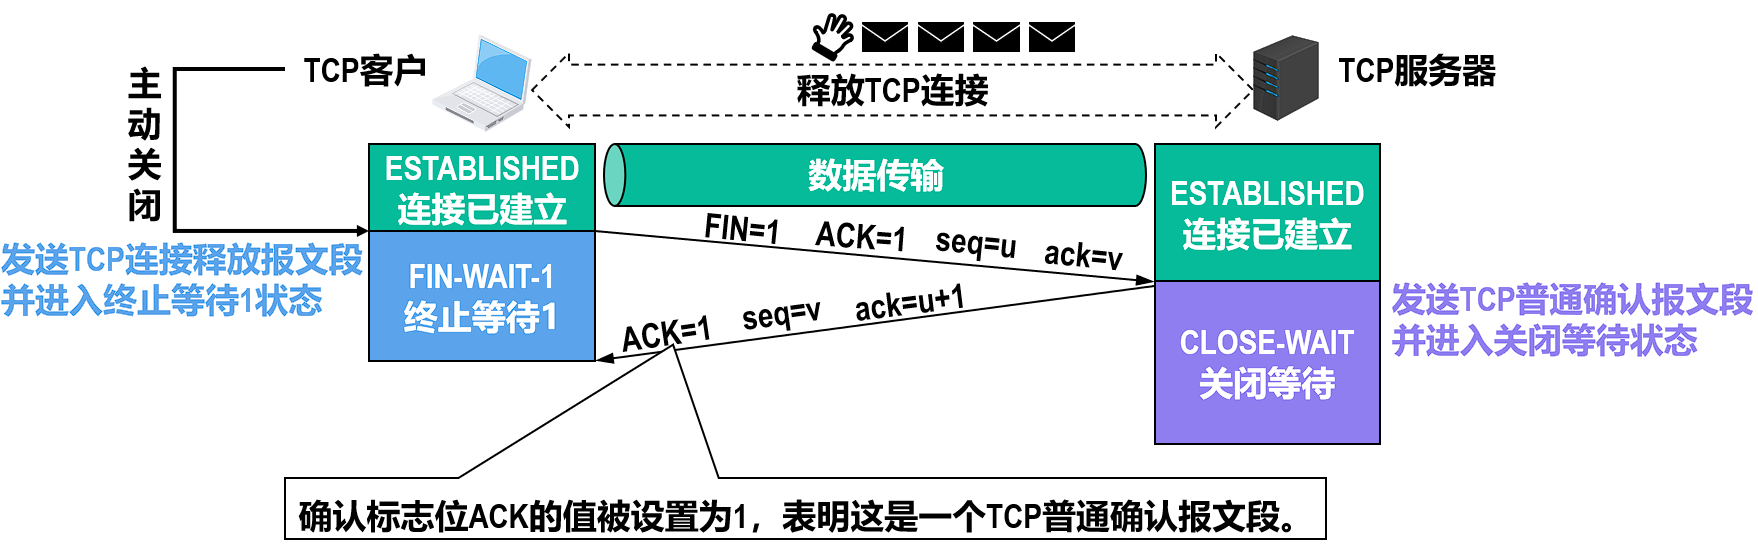 TCP客户
释放TCP连接
TCP服务器
主动关闭
ESTABLISHED
连接已建立
数据传输
ESTABLISHED
连接已建立
FIN=1 ACK=1 seq=u ack=v
发送TCP连接释放报文段
并进入终止等待1状态
FIN-WAIT-1
终止等待1
ACK=1 seq=v ack=u+1
CLOSE-WAIT
关闭等待
发送TCP普通确认报文段
并进入关闭等待状态
确认标志位ACK的值被设置为1，表明这是一个TCP普通确认报文段。